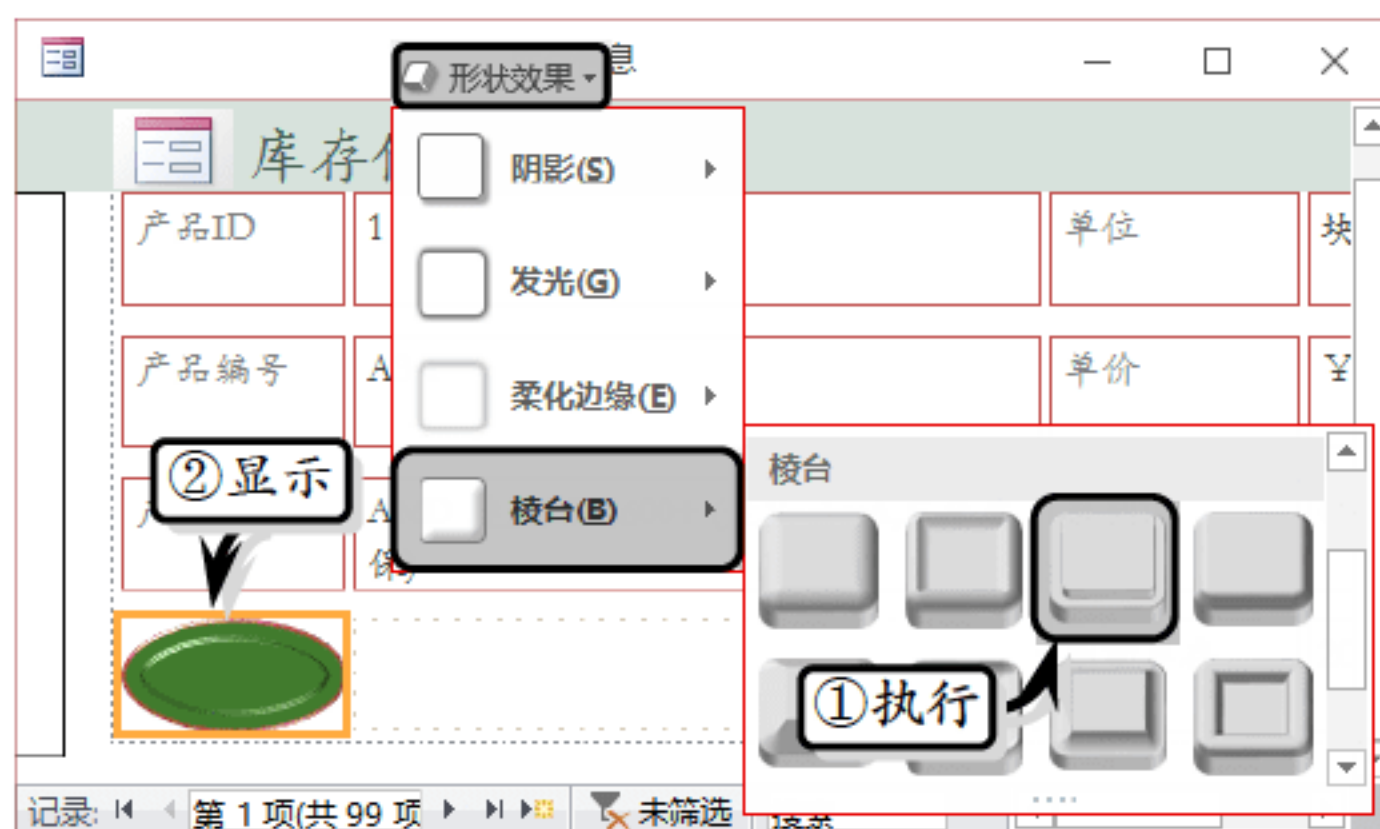 息
形状效果
库存
阴影(S)
产品ID
1
单位
块
发光(G)
产品编号
A
单价
¥
柔化边缘(E)
②显示
A
棱台(B)
棱台
①执行
记录:
第 1 项(共 99 项
未筛选